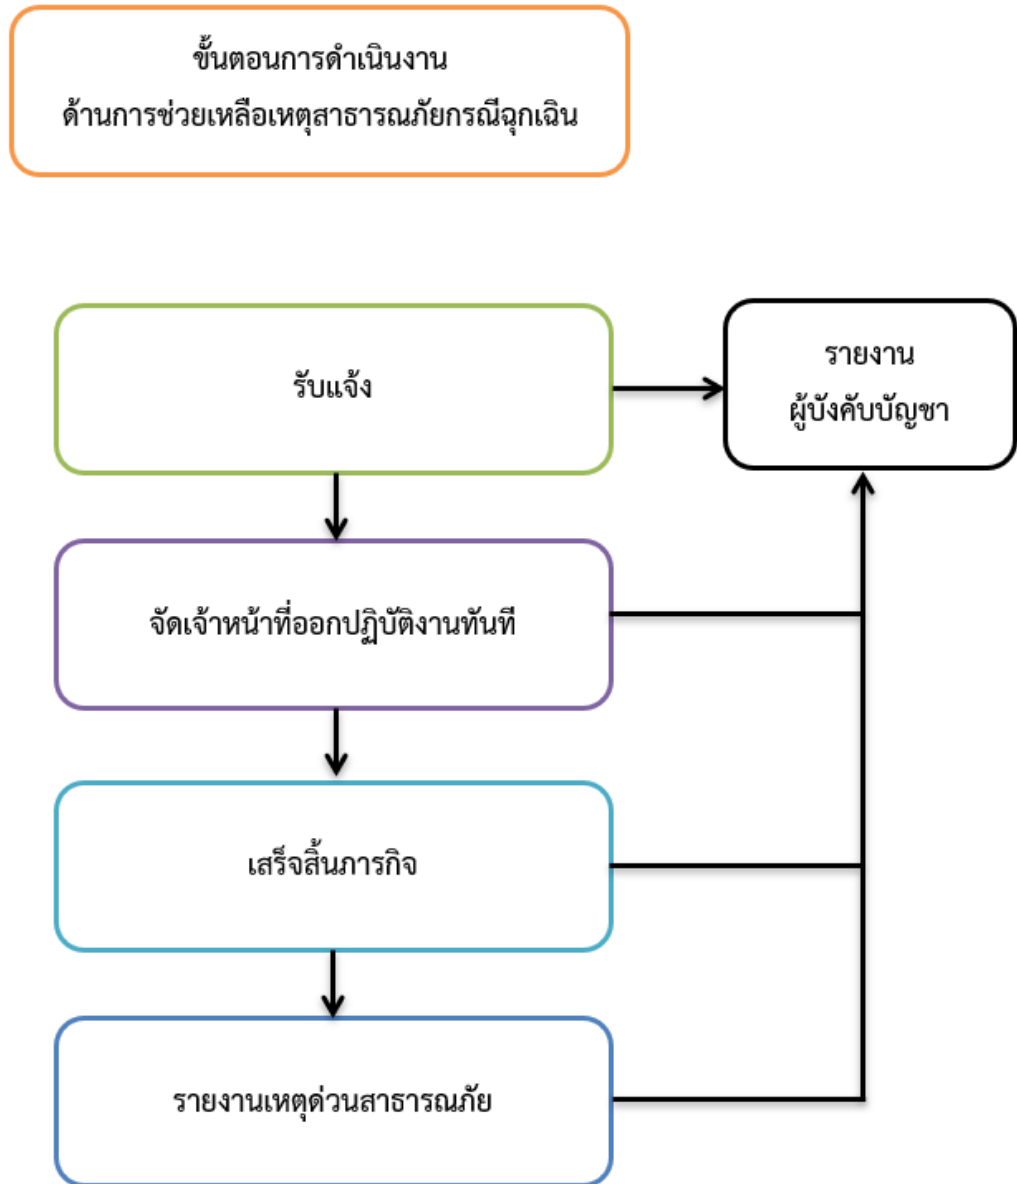 ขั้นตอนการดำเนินงาน
ด้านการช่วยเหลือเหตุสาธารณภัยกรณีฉุกเฉิน
รับแจ้ง
รายงาน
ผู้บังคับบัญชา
จัดเจ้าหน้าที่ออกปฏิบัติงานทันที
เสร็จสิ้นภารกิจ
รายงานเหตุด่วนสาธารณภัย